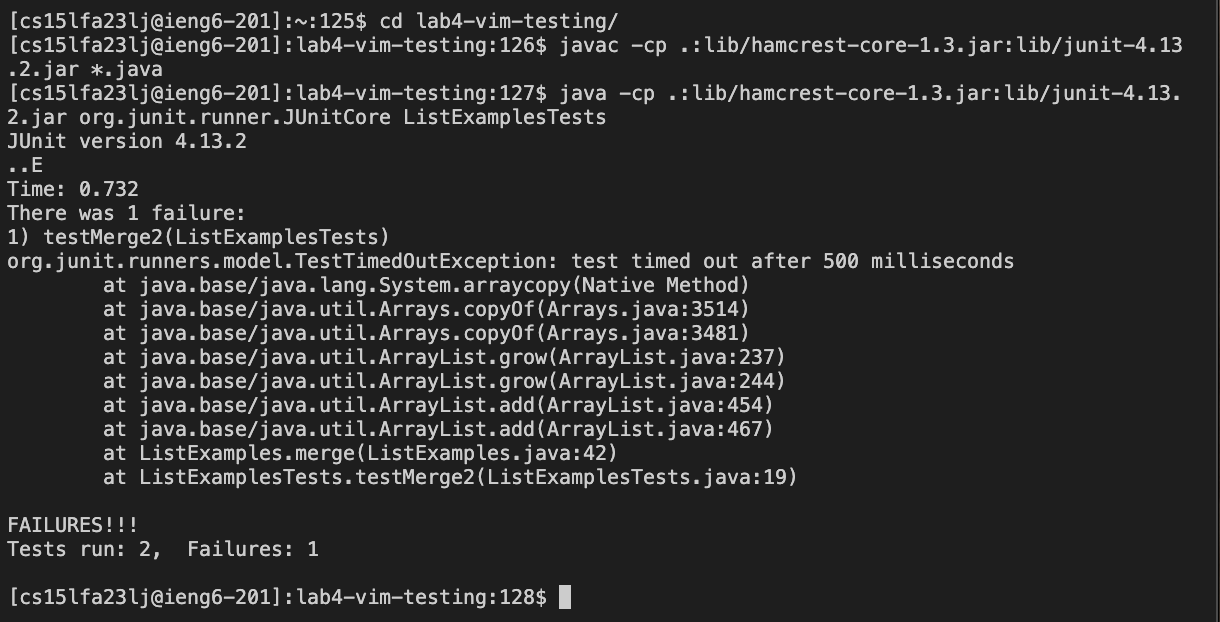 [cs15lfa23lj@ieng6-201]:~:125$ cd lab4-vim-testing/
[cs15lfa23lj@ieng6-201]:lab4-vim-testing:126$ javac -cp .:lib/hamcrest-core-1.3.jar:lib/junit-4.13
.2.jar *.java
[cs15lfa23lj@ieng6-201]:lab4-vim-testing:127$ java -cp .:lib/hamcrest-core-1.3.jar:lib/junit-4.13.
2.jar org.junit.runner.JUnitCore ListExamplesTests
JUnit version 4.13.2
..E
Time: 0.732
There was 1 failure:
1) testMerge2(ListExamplesTests)
org.junit.runners.model.TestTimedOutException: test timed out after 500 milliseconds
        at java.base/java.lang.System.arraycopy(Native Method)
        at java.base/java.util.Arrays.copyOf(Arrays.java:3514)
        at java.base/java.util.Arrays.copyOf(Arrays.java:3481)
        at java.base/java.util.ArrayList.grow(ArrayList.java:237)
        at java.base/java.util.ArrayList.grow(ArrayList.java:244)
        at java.base/java.util.ArrayList.add(ArrayList.java:454)
        at java.base/java.util.ArrayList.add(ArrayList.java:467)
        at ListExamples.merge(ListExamples.java:42)
        at ListExamplesTests.testMerge2(ListExamplesTests.java:19)

FAILURES!!!
Tests run: 2,  Failures: 1

[cs15lfa23lj@ieng6-201]:lab4-vim-testing:128$